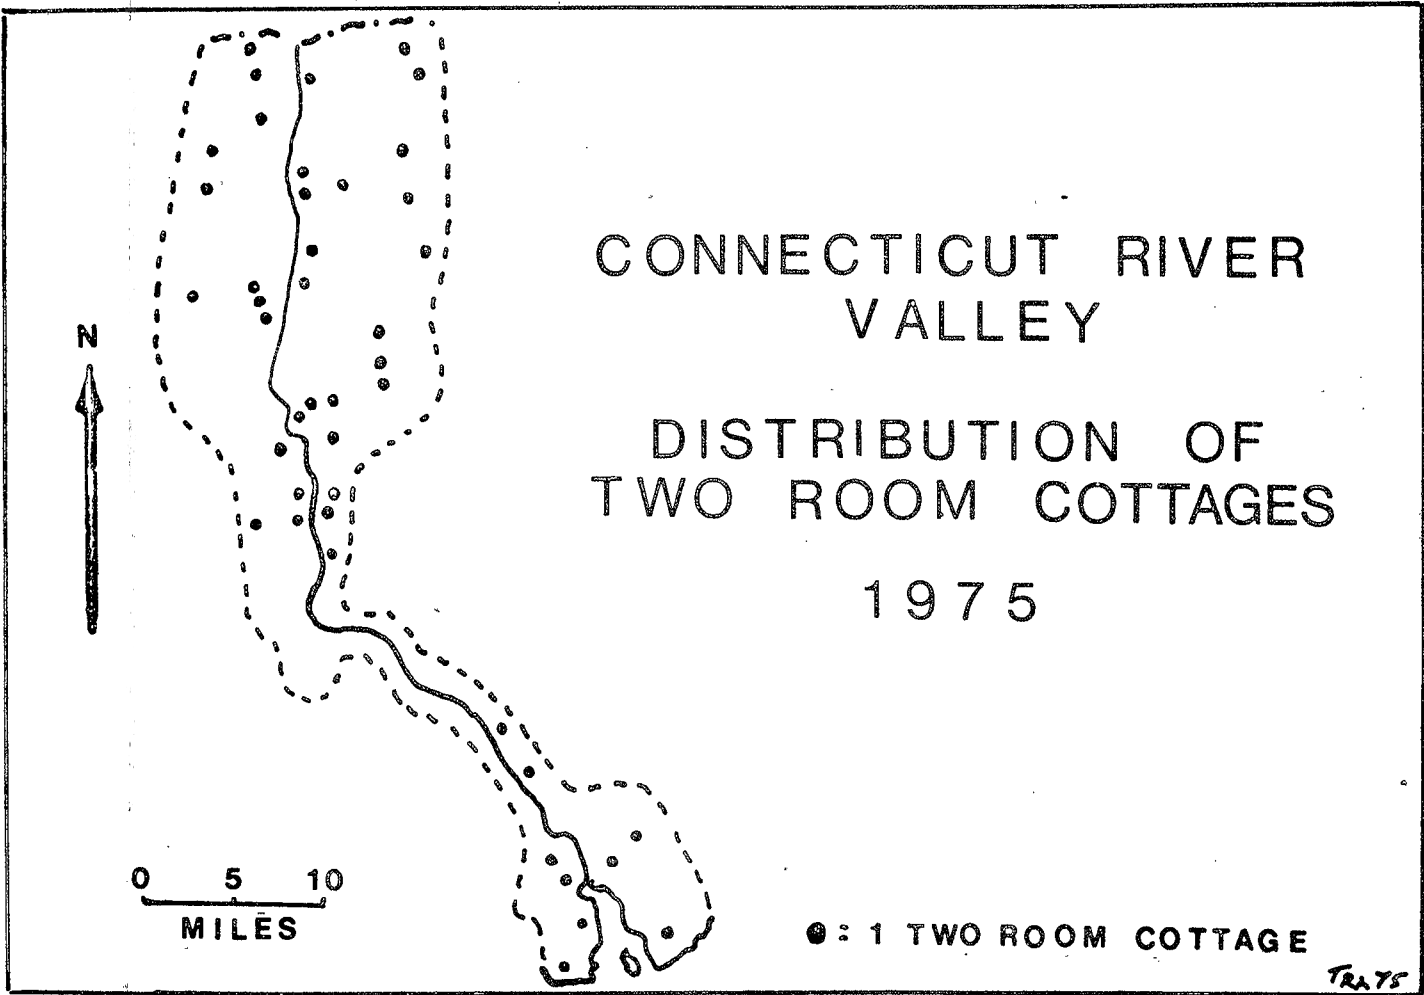 CONNECTICUT RIVER
VALLEY
DISTRIBUTION OF
TWO ROOM COTTAGES
1975
N
0 5 10
MILES
: 1 TWO ROOM COTTAGE